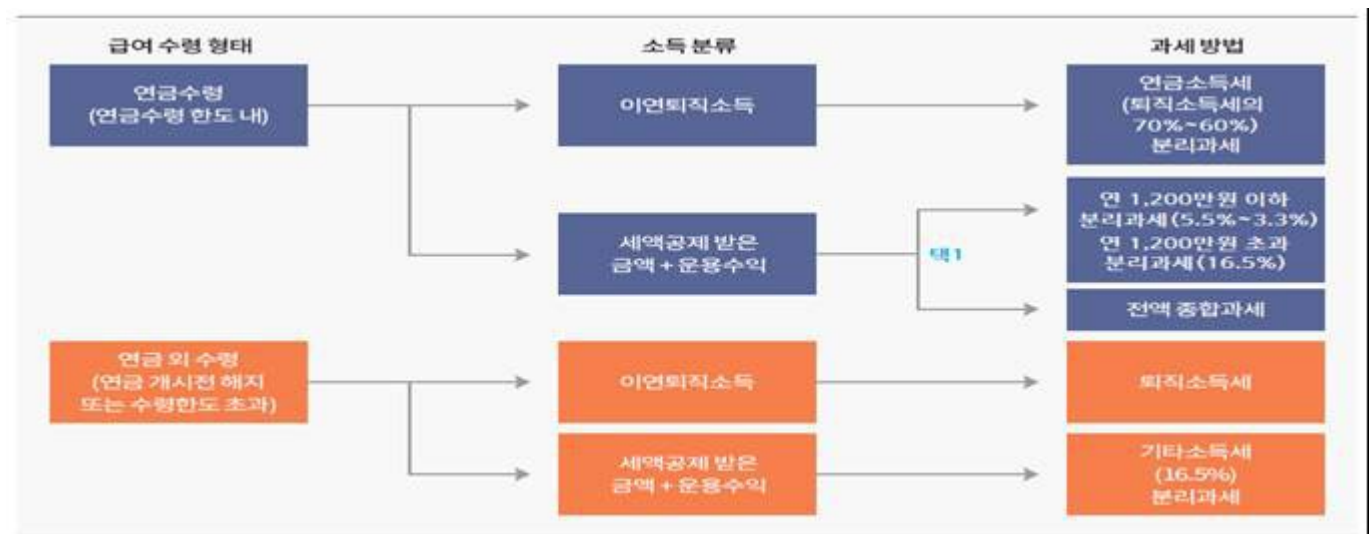 급여 수령 형태
소득 분류
과세 방법
연금수령
(연금수령 한도 내)
이연퇴직소득
연금소득세
(퇴직소득세의
70%~60%)
분리과세
세액공제 받은
금액 + 운용수익
택1
연 1,200만원 이하
분리과세(5.5%~3.3%)
연 1,200만원 초과
분리과세(16.5%)
전액 종합과세
연금 외 수령
(연금 개시전 해지
또는 수령한도 초과)
이연퇴직소득
퇴직소득세
세액공제 받은
금액 + 운용수익
기타소득세
(16.5%)
분리과세